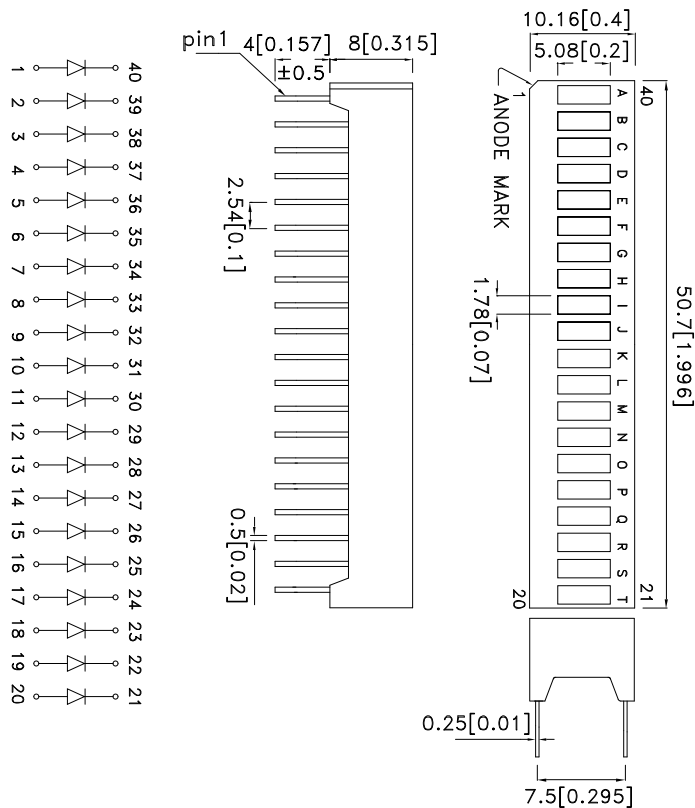 10.16[0.4]
5.08[0.2]
pin1
4[0.157]
±0.5
8[0.315]
ANODE MARK
1
40
A
B
C
D
E
F
G
H
I
J
K
L
M
N
O
P
Q
R
S
T
20
21
50.7[1.996]
1.78[0.07]
2.54[0.1]
0.5[0.02]
0.25[0.01]
7.5[0.295]
1 40
2 39
3 38
4 37
5 36
6 35
7 34
8 33
9 32
10 31
11 30
12 29
13 28
14 27
15 26
16 25
17 24
18 23
19 22
20 21